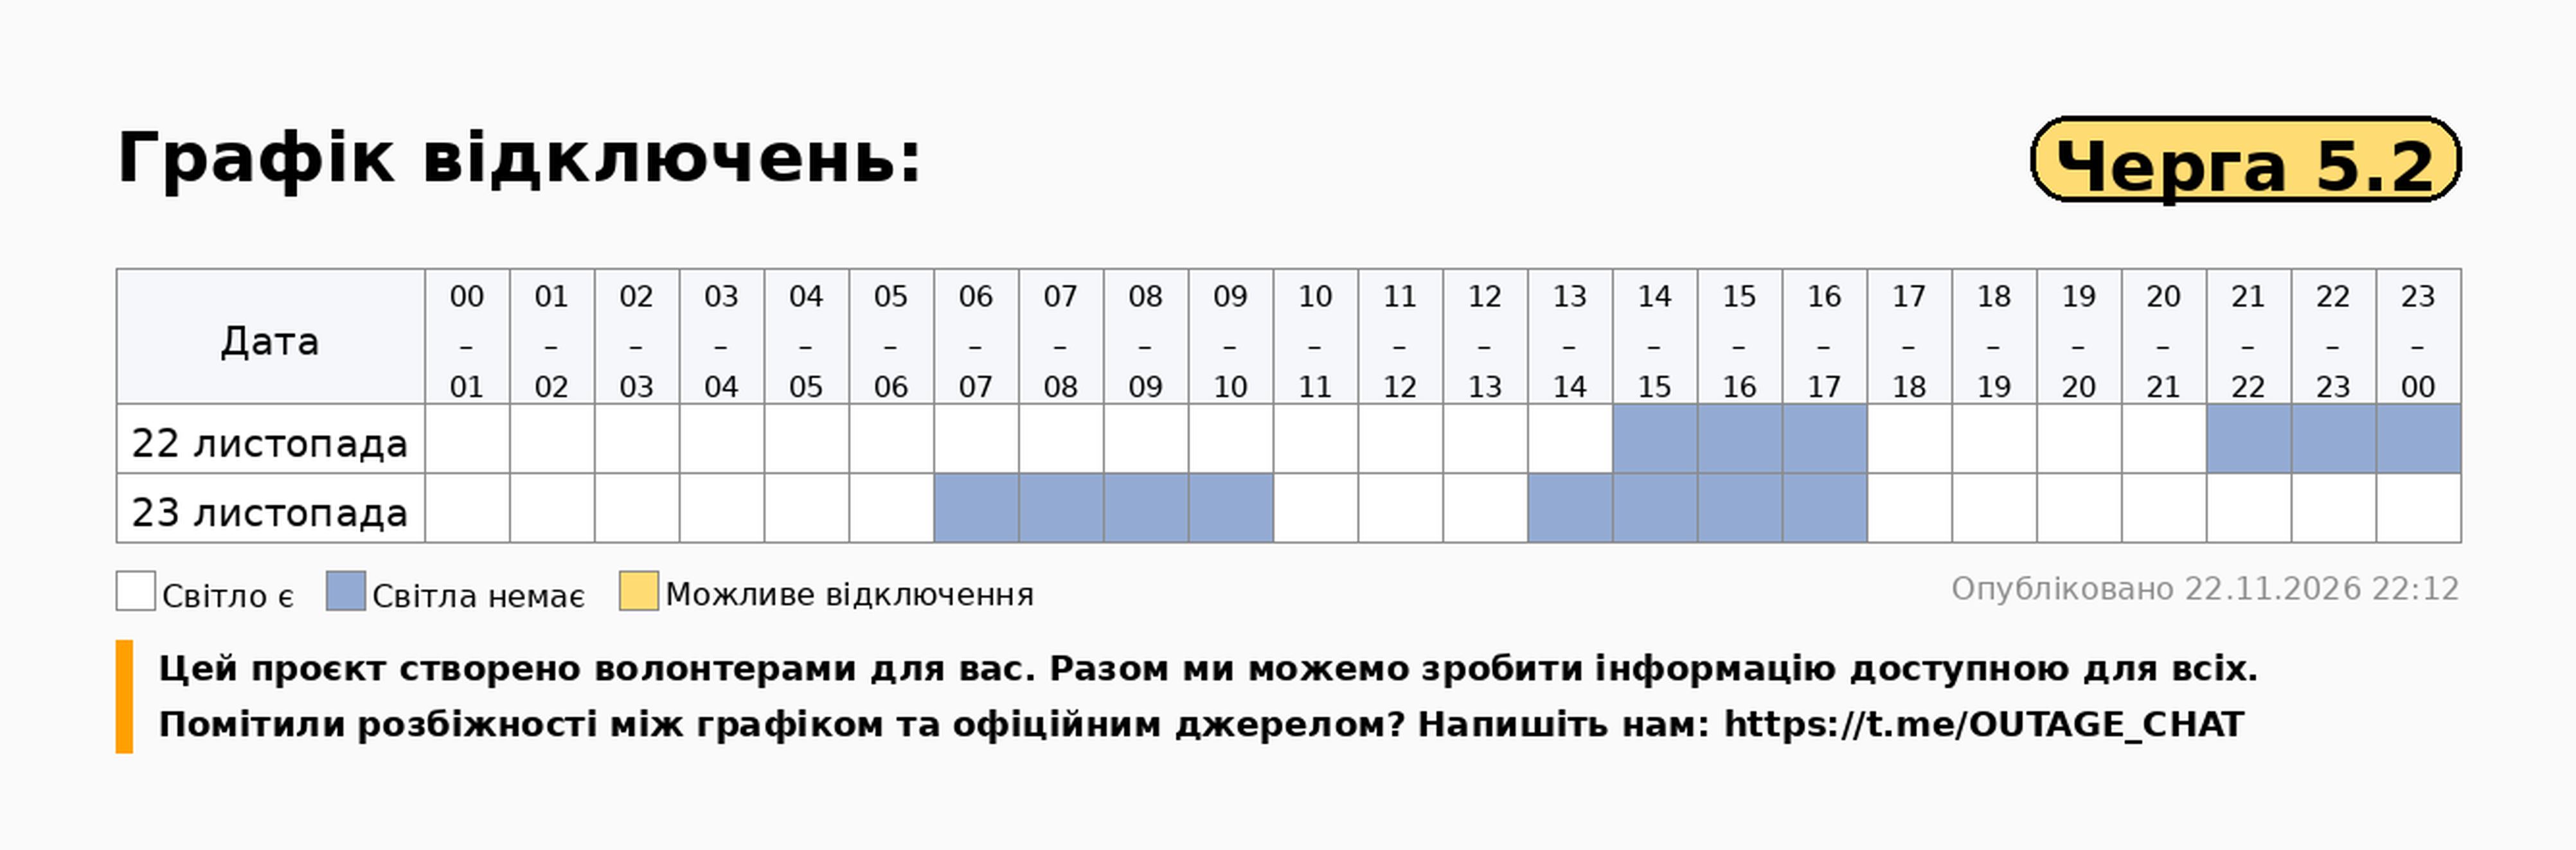 Графік відключень:
Черга 5.2
Дата 00 – 01 01 – 02 02 – 03 03 – 04 04 – 05 05 – 06 06 – 07 07 – 08 08 – 09 09 – 10 10 – 11 11 – 12 12 – 13 13 – 14 14 – 15 15 – 16 16 – 17 17 – 18 18 – 19 19 – 20 20 – 21 21 – 22 22 – 23 23 – 00
22 листопада
23 листопада
Світло є Світла немає Можливе відключення
Опубліковано 22.11.2026 22:12
Цей проєкт створено волонтерами для вас. Разом ми можемо зробити інформацію доступною для всіх.
Помітили розбіжності між графіком та офіційним джерелом? Напишіть нам: https://t.me/OUTAGE_CHAT